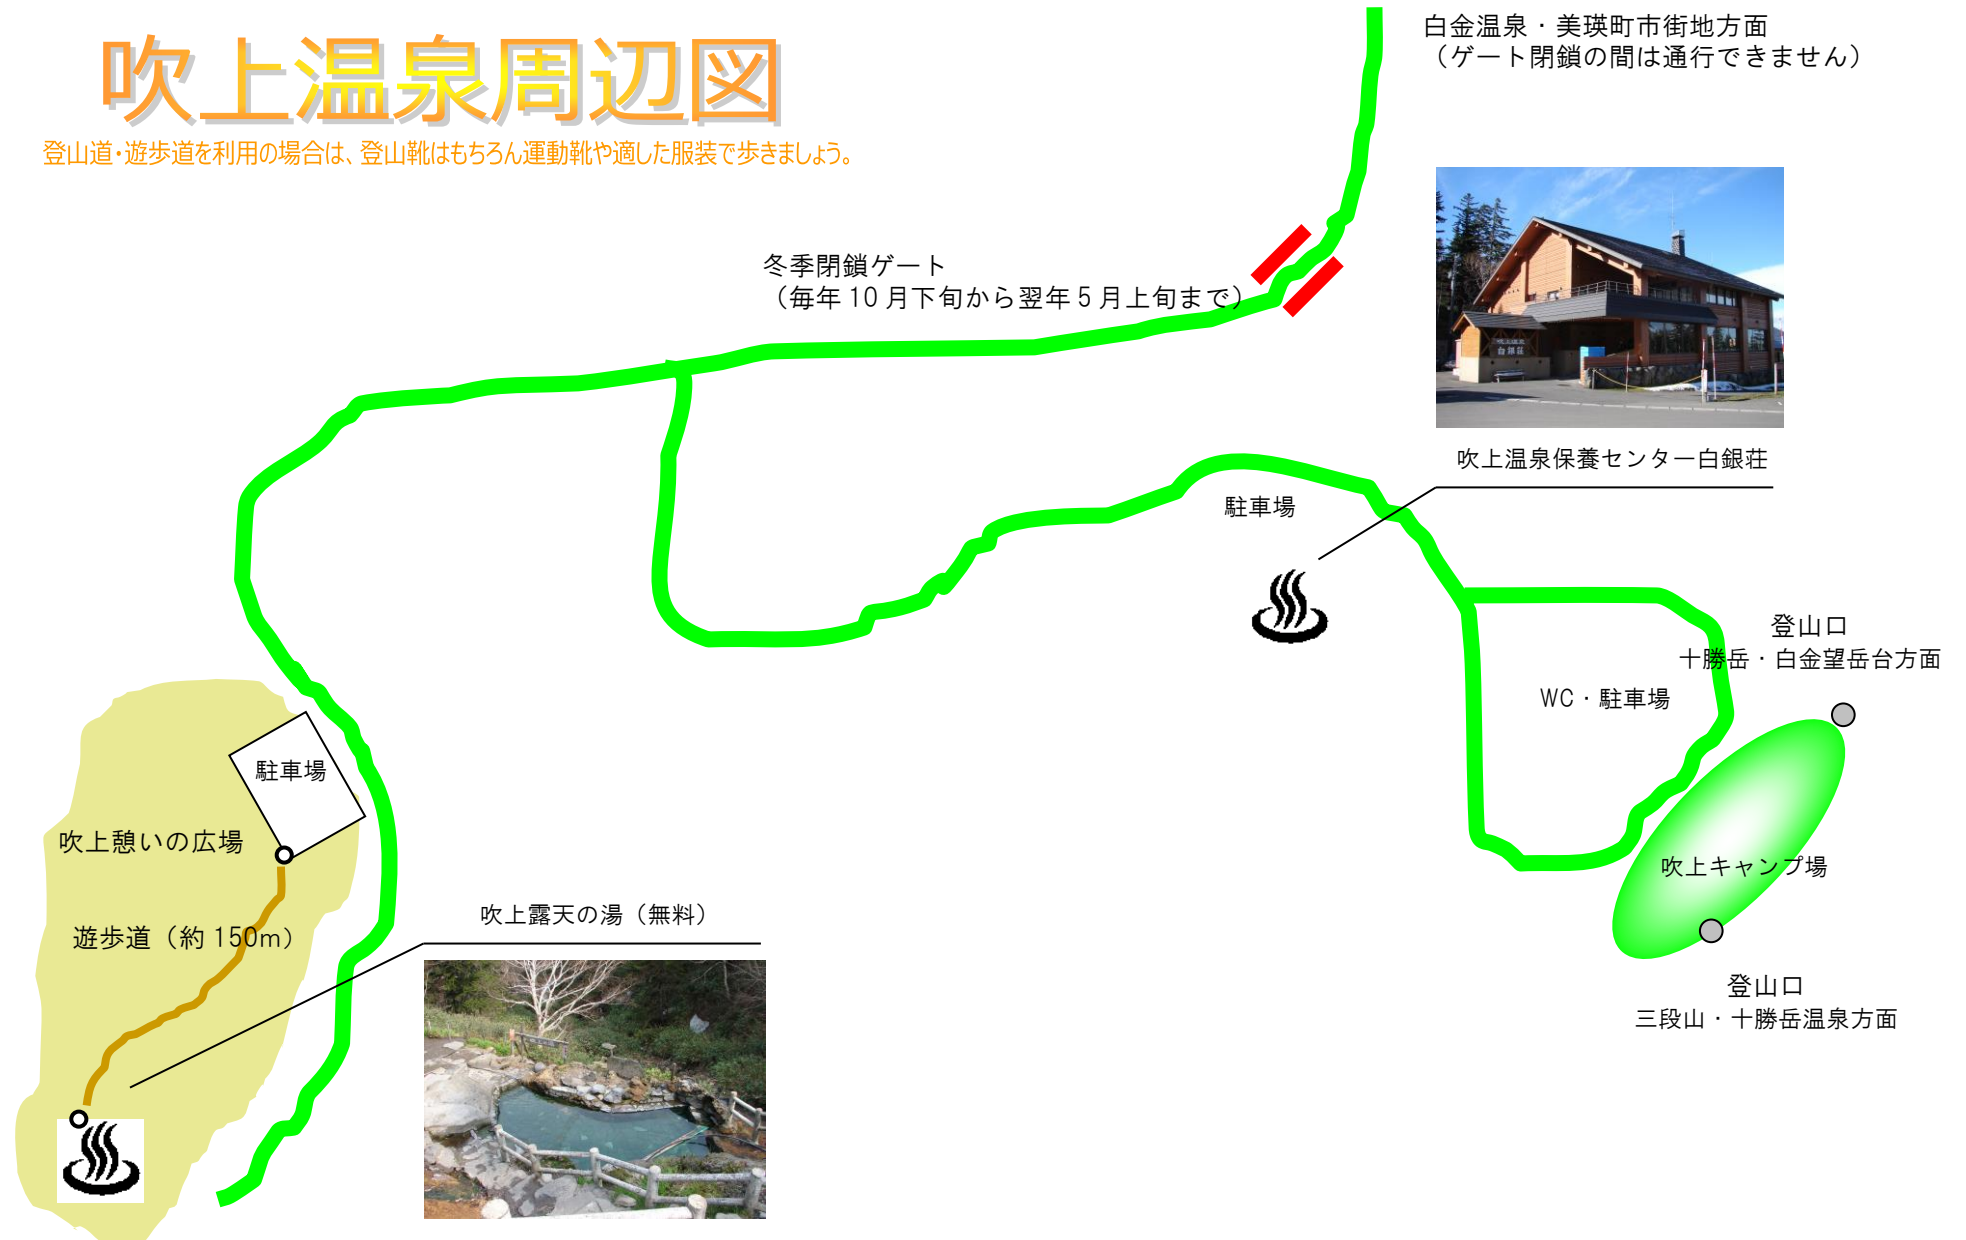 吹上温泉周辺図
登山道・遊歩道を利用の場合は、登山靴はもちろん運動靴や適した服装で歩きましょう。
白金温泉・美瑛町市街地方面
（ゲート閉鎖の間は通行できません）
冬季閉鎖ゲート
（毎年10月下旬から翌年5月上旬まで）
吹上温泉
白銀荘
吹上温泉保養センター白銀荘
駐車場
登山口
十勝岳・白金望岳台方面
WC・駐車場
駐車場
吹上憩いの広場
吹上キャンプ場
吹上露天の湯（無料）
遊歩道（約150m）
登山口
三段山・十勝岳温泉方面